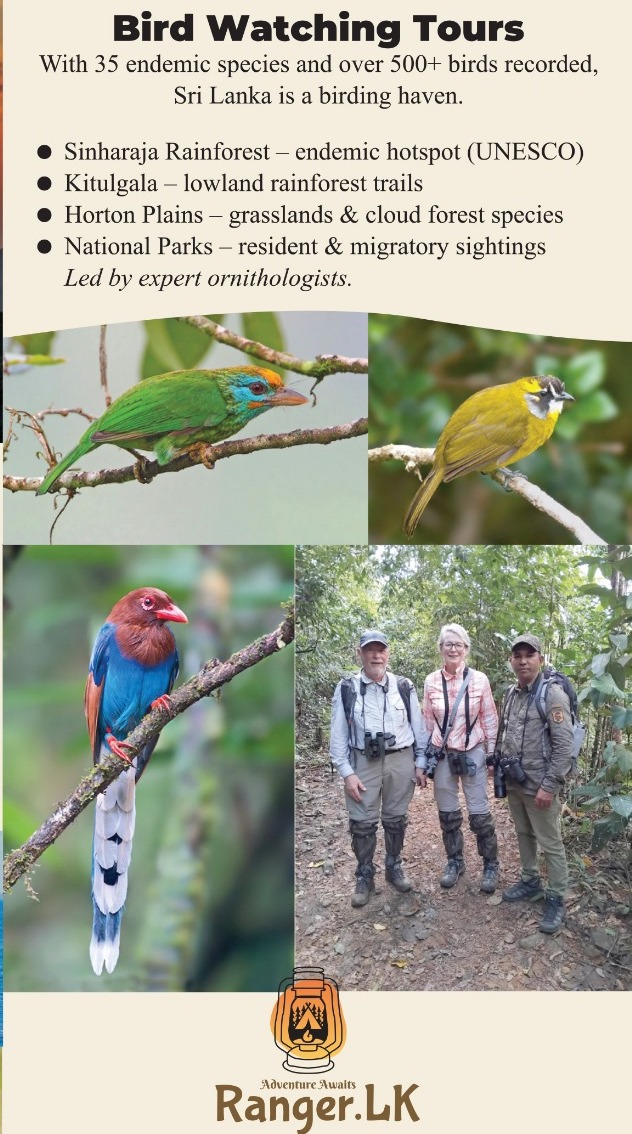 Bird Watching Tours
With 35 endemic species and over 500+ birds recorded,
Sri Lanka is a birding haven.
● Sinharaja Rainforest – endemic hotspot (UNESCO)
● Kitulgala – lowland rainforest trails
● Horton Plains – grasslands & cloud forest species
● National Parks – resident & migratory sightings
Led by expert ornithologists.
Adventure Awaits
Ranger.LK